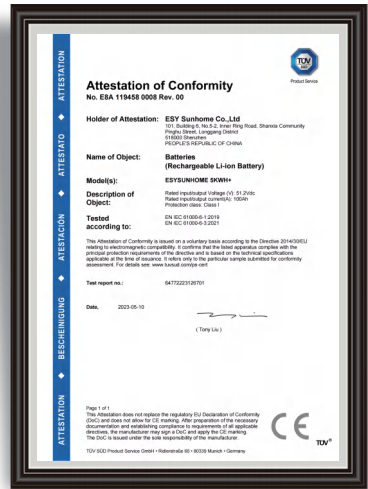 ATTESTATION ◆ BESCHEINIGUNG ◆ ATESTACIÓN ◆ ATTESTATO ◆ ATTESTATION
TÜV
SÜD
Product Service
Attestation of Conformity
No. E8A 119458 0008 Rev. 00
Holder of Attestation: ESY Sunhome Co.,Ltd
101, Building 6, No.5-2, Inner Ring Road, Shanxia Community
Pinghu Street, Longgang District
518000 Shenzhen
PEOPLE'S REPUBLIC OF CHINA
Name of Object: Batteries
(Rechargeable Li-ion Battery)
Model(s): ESYSUNHOME 5KWH+
Description of Rated input/output Voltage (V): 51.2Vdc
Object: Rated input/output current(A): 100Ah
Protection class: Class I
Tested EN IEC 61000-6-1:2019
according to: EN IEC 61000-6-3:2021
This Attestation of Conformity is issued on a voluntary basis according to the Directive 2014/30/EU
relating to electromagnetic compatibility. It confirms that the listed apparatus complies with the
principal protection requirements of the directive and is based on the technical specifications
applicable at the time of issuance. It refers only to the particular sample submitted for conformity
assessment. For details see: www.tuvsud.com/ps-cert
Test report no.: 64772223126701
Date, 2023-05-10
( Tony Liu )
Page 1 of 1
This Attestation does not replace the regulatory EU Declaration of Conformity
(DoC) and does not allow for CE marking. After preparation of the necessary
documentation and establishing compliance to requirements of all applicable
directives, the manufacturer may sign a DoC and apply the CE marking.
The DoC is issued under the sole responsibility of the manufacturer.
CE
TÜV SÜD Product Service GmbH • Ridlerstraße 65 • 80339 Munich • Germany
TÜV®